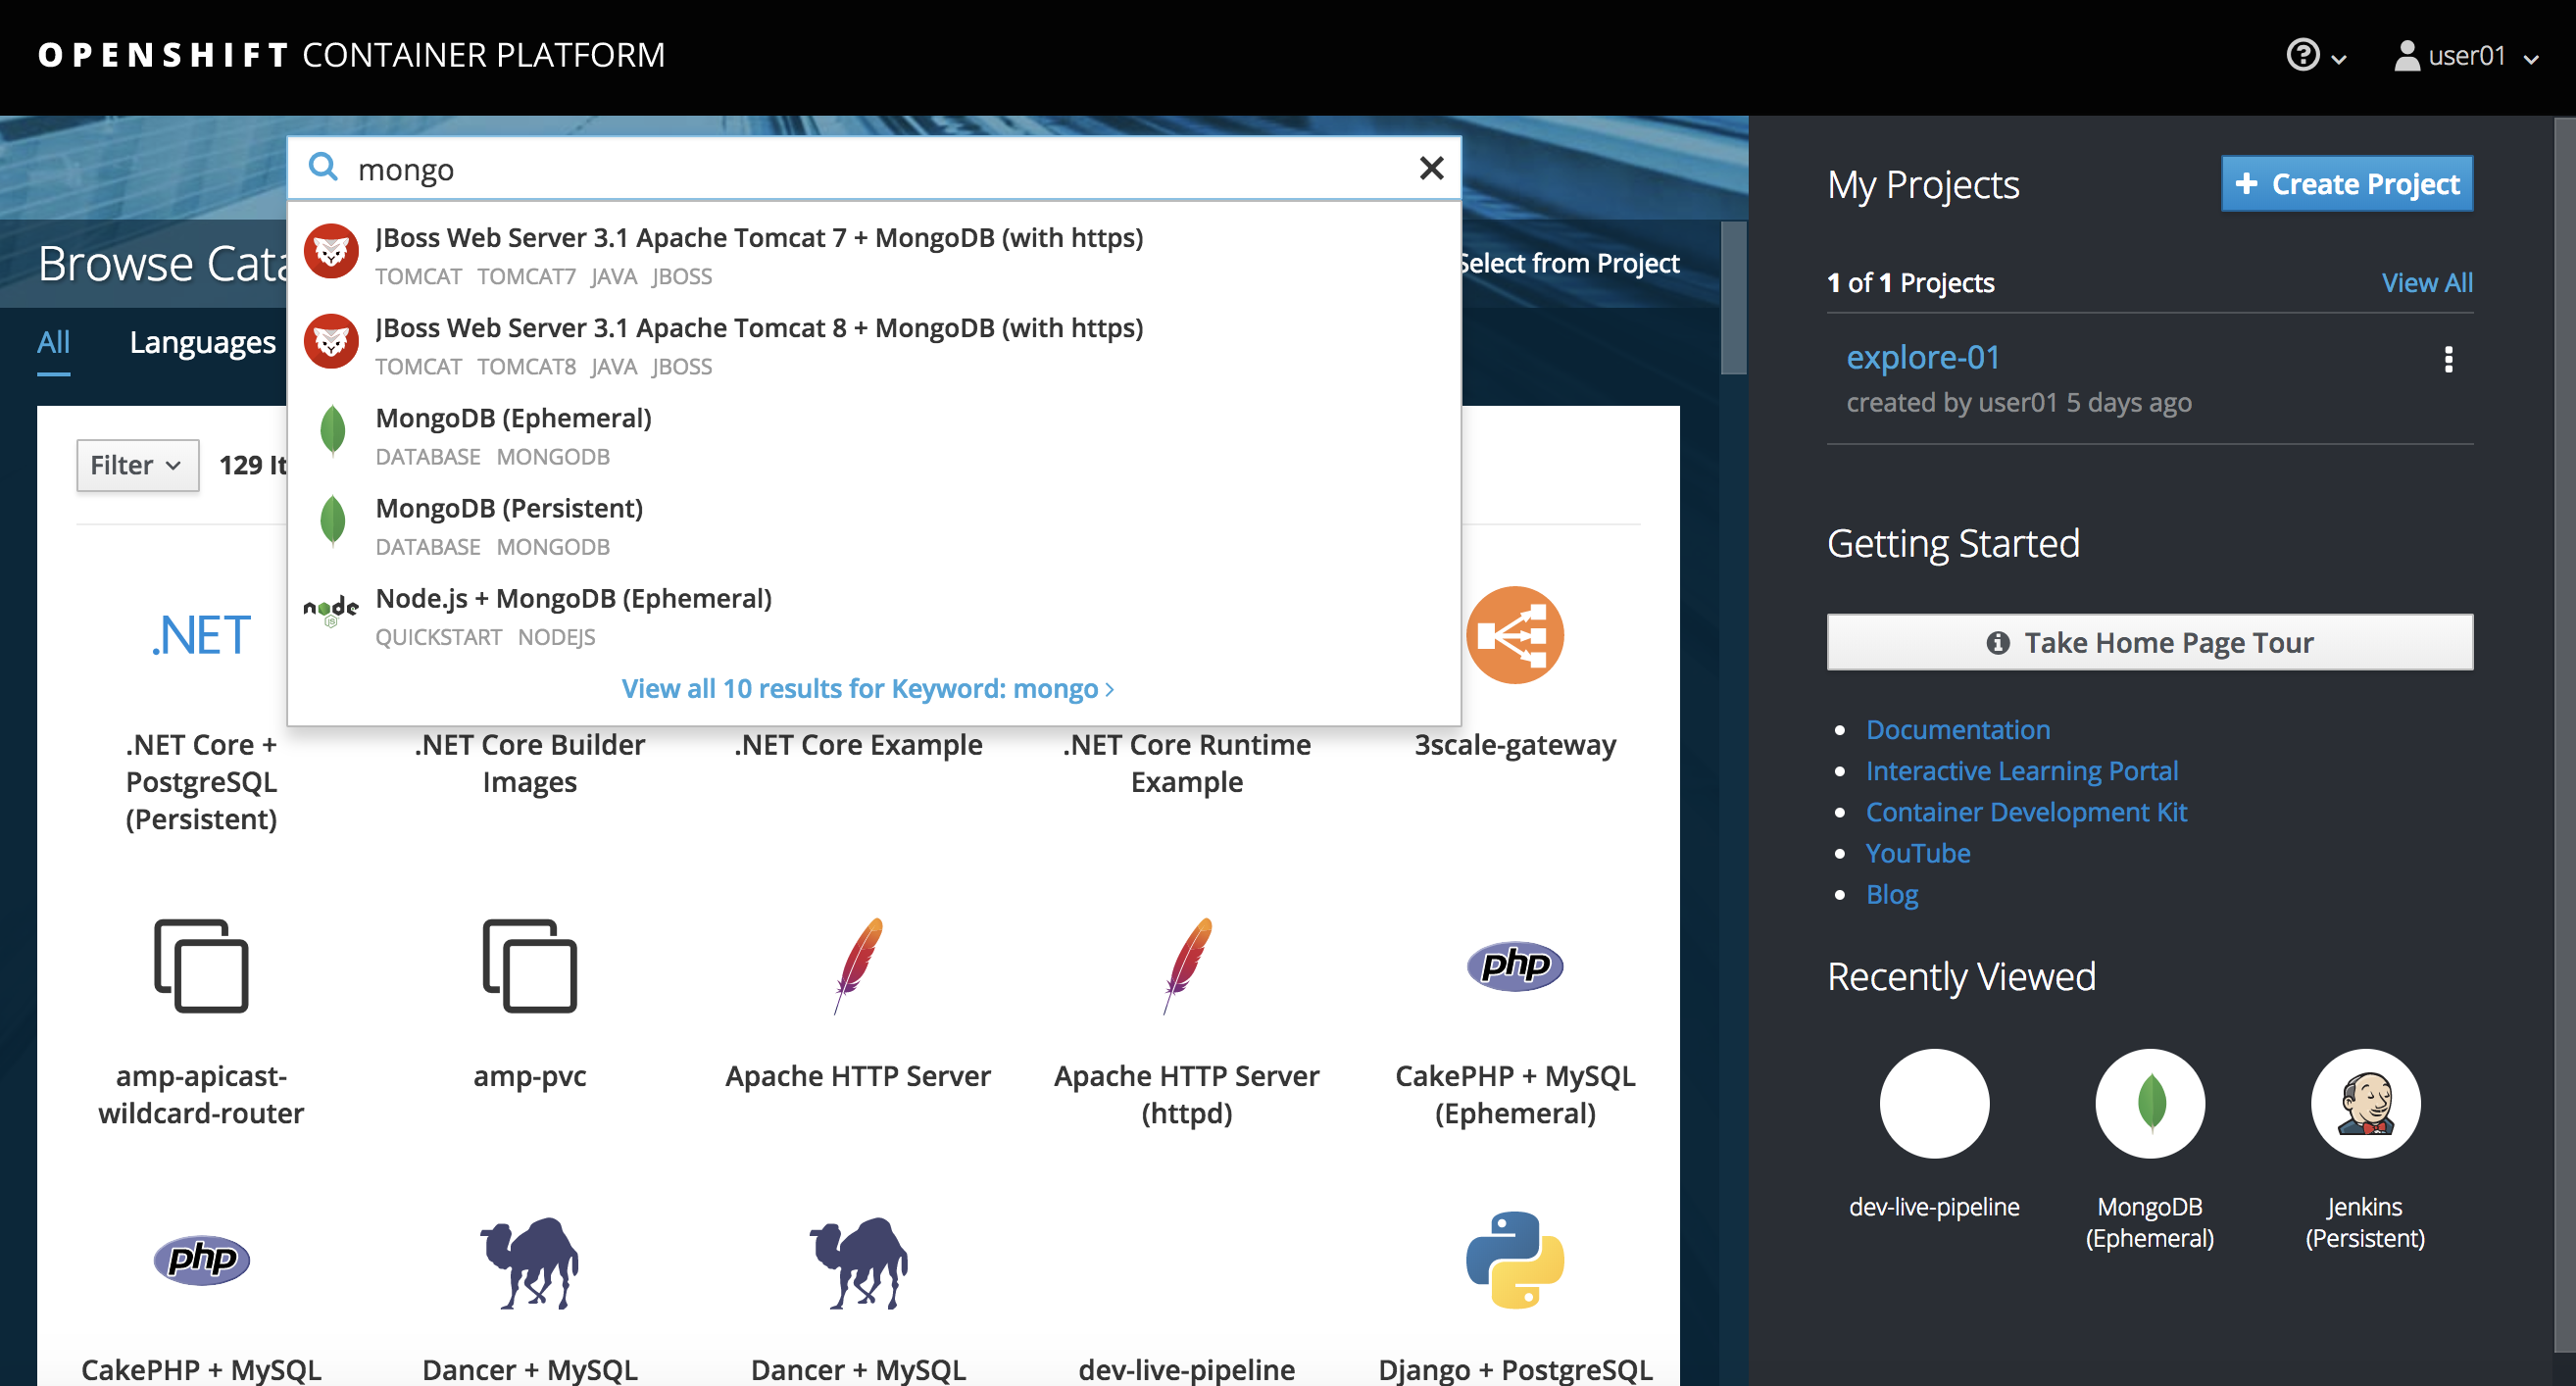 OPENSHIFT CONTAINER PLATFORM
user01
mongo
JBoss Web Server 3.1 Apache Tomcat 7 + MongoDB (with https)
TOMCAT TOMCAT7 JAVA JBOSS
JBoss Web Server 3.1 Apache Tomcat 8 + MongoDB (with https)
TOMCAT TOMCAT8 JAVA JBOSS
MongoDB (Ephemeral)
DATABASE MONGODB
MongoDB (Persistent)
DATABASE MONGODB
node
JS
Node.js + MongoDB (Ephemeral)
QUICKSTART NODEJS
View all 10 results for Keyword: mongo
Browse
Select from Project
All Languages
Filter
129
.NET
.NET Core +
PostgreSQL
(Persistent)
.NET Core Builder
Images
.NET Core Example
.NET Core Runtime
Example
3scale-gateway
amp-apicast-
wildcard-router
amp-pvc
Apache HTTP Server
Apache HTTP Server
(httpd)
php
CakePHP + MySQL
(Ephemeral)
php
CakePHP + MySQL
Dancer + MySQL
Dancer + MySQL
dev-live-pipeline
Django + PostgreSQL
My Projects
+ Create Project
1 of 1 Projects
View All
explore-01
created by user01 5 days ago
Getting Started
Take Home Page Tour
Documentation
Interactive Learning Portal
Container Development Kit
YouTube
Blog
Recently Viewed
dev-live-pipeline
MongoDB
(Ephemeral)
Jenkins
(Persistent)